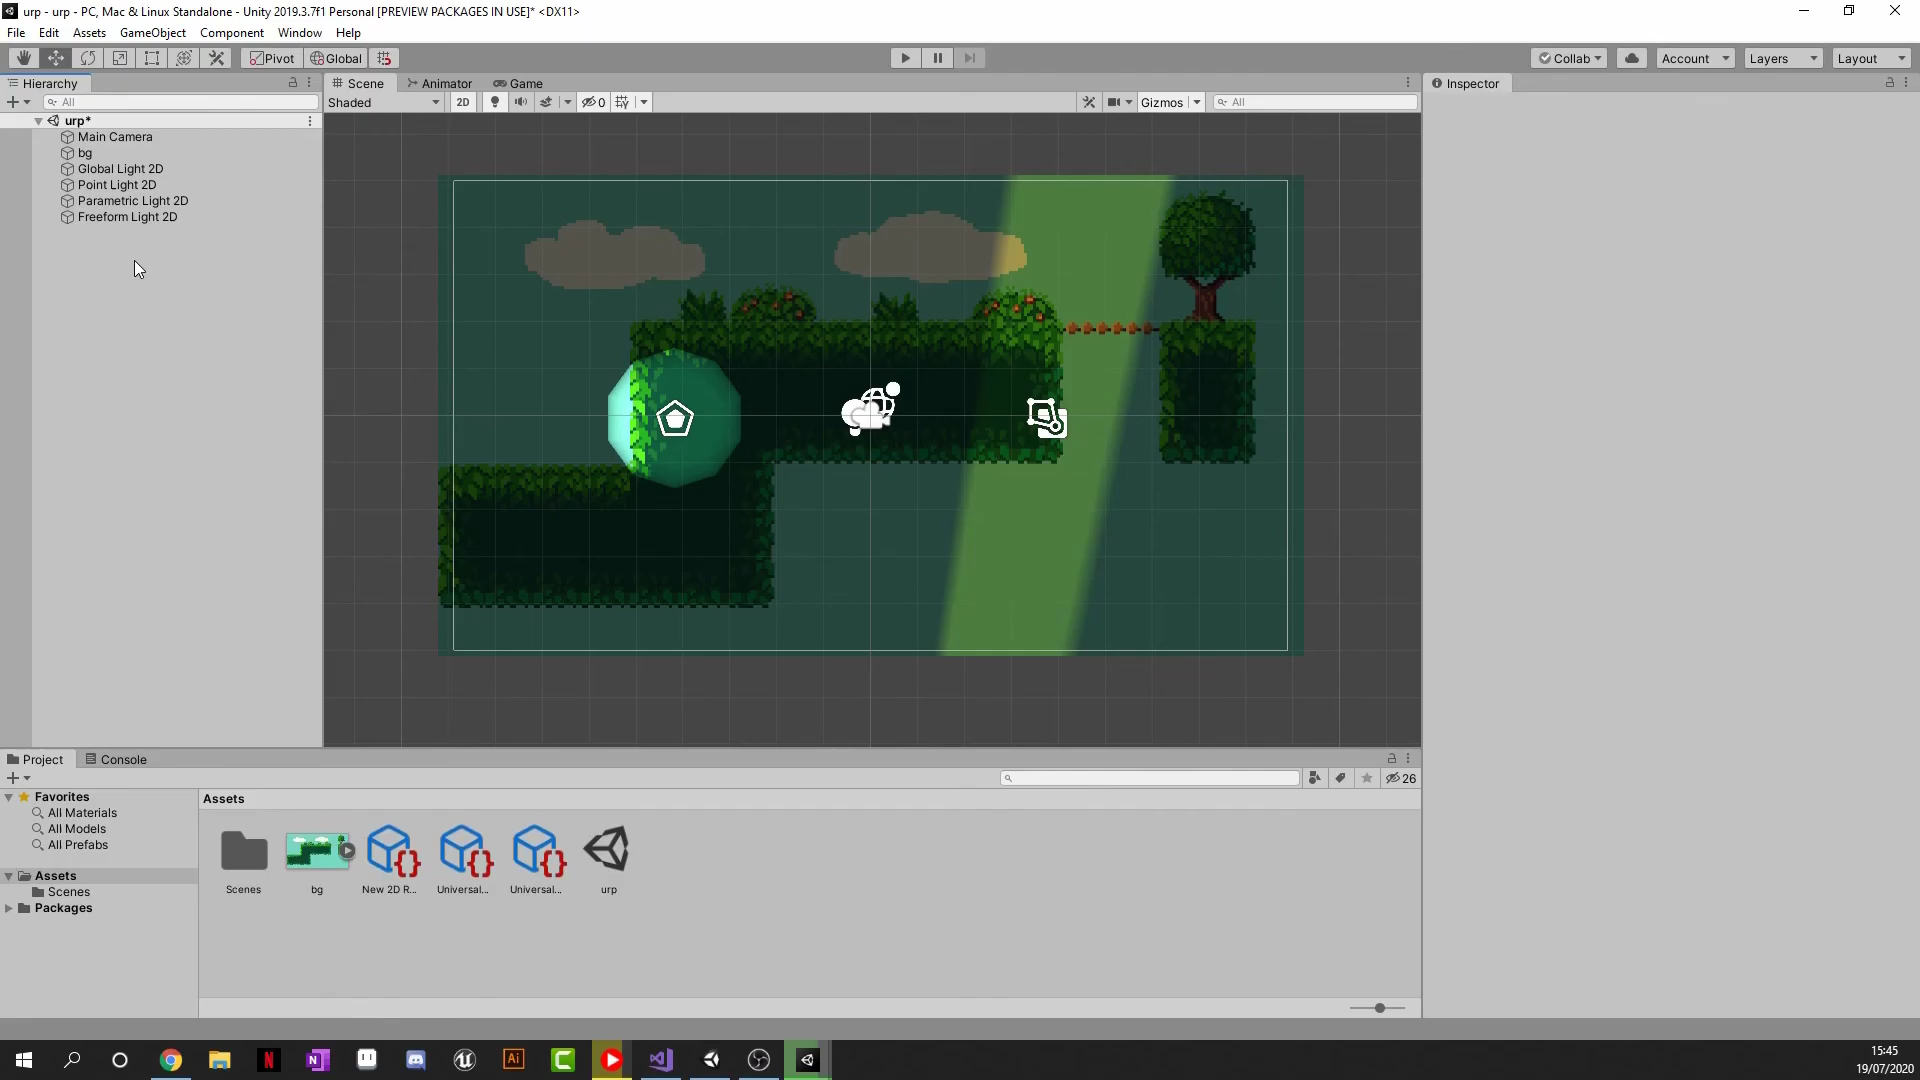 urp - urp - PC, Mac & Linux Standalone - Unity 2019.3.7f1 Personal [PREVIEW PACKAGES IN USE]* <DX11>
File Edit Assets GameObject Component Window Help
Pivot Global Collab Account Layers Layout
Hierarchy Scene Animator Game Inspector
All Shaded 2D 0 Gizmos All
urp*
Main Camera
bg
Global Light 2D
Point Light 2D
Parametric Light 2D
Freeform Light 2D
Project Console
26
Favorites Assets
All Materials
All Models
All Prefabs
Assets
Scenes
Packages
Scenes bg New 2D R... Universal... Universal... urp
N N Ai C
15:45
19/07/2020